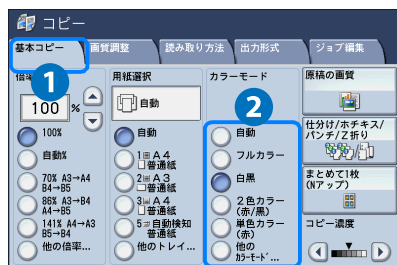 コピー
基本コピー
画質調整
読み取り方法
出力形式
ジョブ編集
1
倍率
100 %
100%
自動%
70% A3→A4
B4→B5
86% A3→B4
A4→B5
141% A4→A3
B5→B4
他の倍率...
用紙選択
自動
自動
1 A4
普通紙
2 A3
普通紙
3 A4
普通紙
5 自動検知
普通紙
他のトレイ...
カラーモード
2
自動
フルカラー
白黒
2色カラー
(赤/黒)
単色カラー
(赤)
他の
カラーモード...
原稿の画質
仕分け/ホチキス/
パンチ/Z折り
まとめて1枚
(Nアップ)
コピー濃度